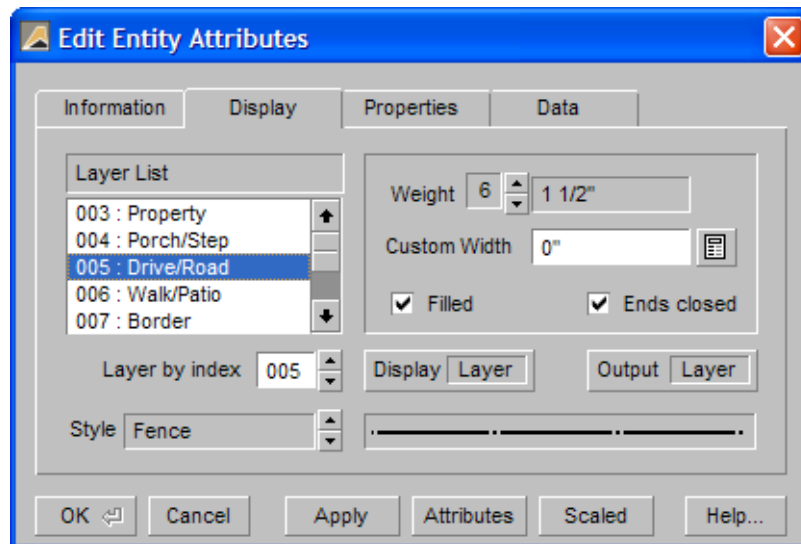 Edit Entity Attributes
Information Display Properties Data
Layer List
003 : Property
004 : Porch/Step
005 : Drive/Road
006 : Walk/Patio
007 : Border
Weight 6 1 1/2"
Custom Width 0"
Filled Ends closed
Layer by index 005
Display Layer Output Layer
Style Fence
OK Cancel Apply Attributes Scaled Help...